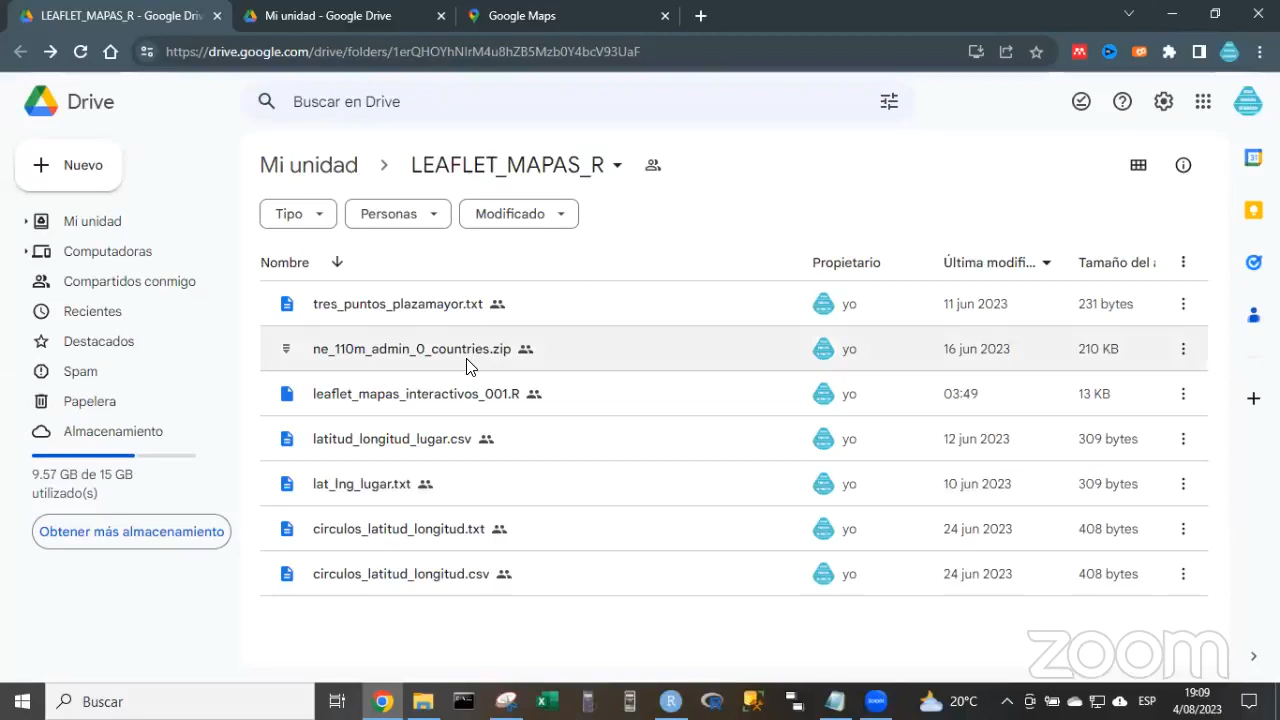 LEAFLET_MAPAS_R - Google Driv
Mi unidad - Google Drive
Google Maps
https://drive.google.com/drive/folders/1erQHOYhNIrM4u8hZB5Mzb0Y4bcV93UaF
Drive
Buscar en Drive
Nuevo
Mi unidad > LEAFLET_MAPAS_R
Tipo
Personas
Modificado
Mi unidad
Computadoras
Compartidos conmigo
Recientes
Destacados
Spam
Papelera
Almacenamiento
9.57 GB de 15 GB
utilizado(s)
Obtener más almacenamiento
Nombre Propietario Última modifi... Tamaño del
tres_puntos_plazamayor.txt yo 11 jun 2023 231 bytes
ne_110m_admin_0_countries.zip yo 16 jun 2023 210 KB
leaflet_mapas_interactivos_001.R yo 03:49 13 KB
latitud_longitud_lugar.csv yo 12 jun 2023 309 bytes
lat_lng_lugar.txt yo 10 jun 2023 309 bytes
circulos_latitud_longitud.txt yo 24 jun 2023 408 bytes
circulos_latitud_longitud.csv yo 24 jun 2023 408 bytes
31
zoom
Buscar
R
R
zoom
20°C
ESP
19:09
4/08/2023